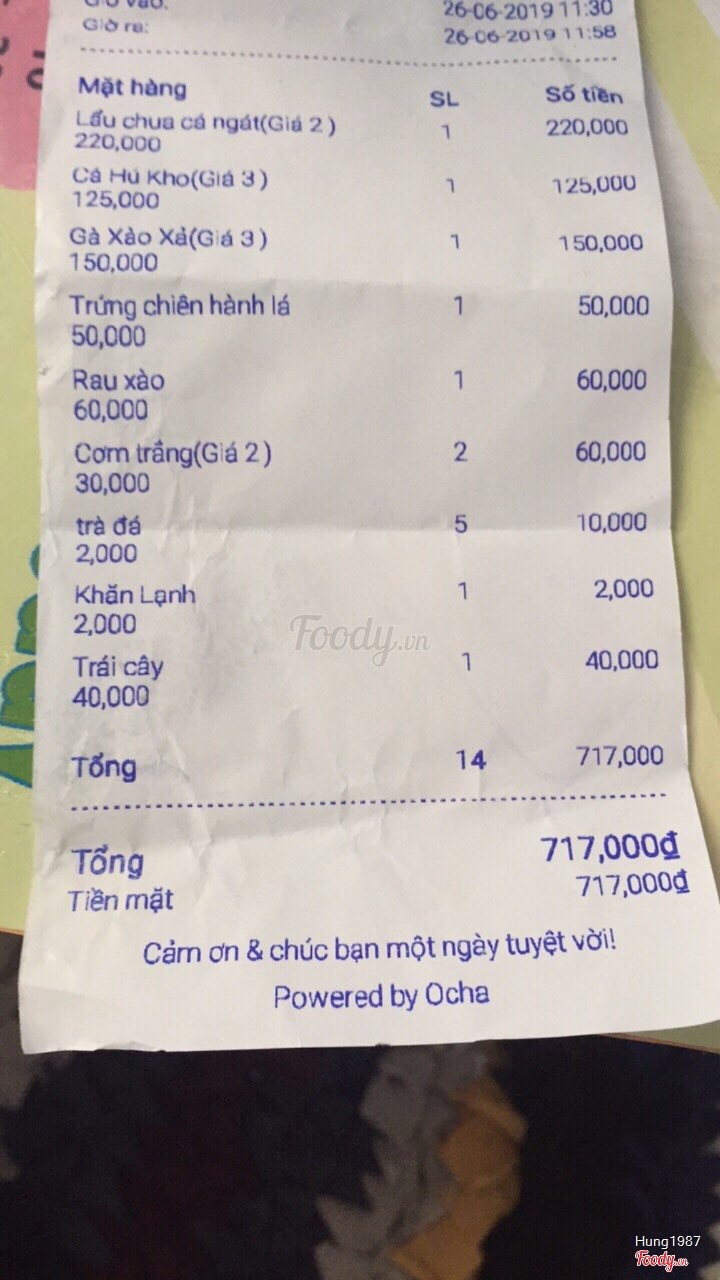 Giờ vào: 26-06-2019 11:30
Giờ ra: 26-06-2019 11:58
Mặt hàng SL Số tiền
Lẩu chua cá ngát(Giá 2) 1 220,000
220,000
Cá Hú Kho(Giá 3) 1 125,000
125,000
Gà Xào Xả(Giá 3) 1 150,000
150,000
Trứng chiên hành lá 1 50,000
50,000
Rau xào 1 60,000
60,000
Cơm trắng(Giá 2) 2 60,000
30,000
trà đá 5 10,000
2,000
Khăn Lạnh 1 2,000
2,000
Foody.vn
Trái cây 1 40,000
40,000
Tổng 14 717,000
Tổng 717,000₫
Tiền mặt 717,000₫
Cảm ơn & chúc bạn một ngày tuyệt vời!
Powered by Ocha
Hung1987
Foody.vn